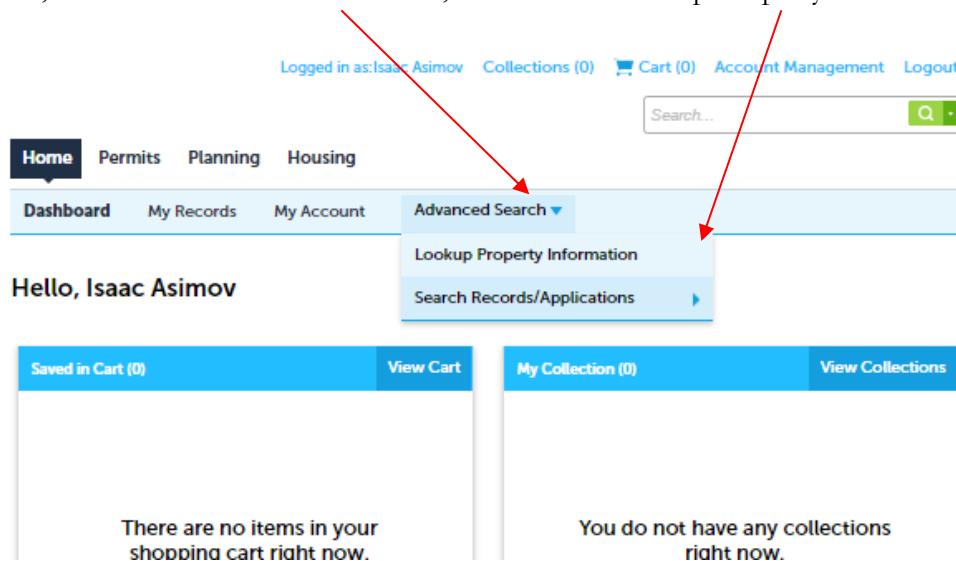 Logged in as:Isaac Asimov Collections (0) Cart (0) Account Management Logout
Search...
Home Permits Planning Housing
Dashboard My Records My Account Advanced Search
Lookup Property Information
Hello, Isaac Asimov
Search Records/Applications
Saved in Cart (0) View Cart My Collection (0) View Collections
There are no items in your You do not have any collections
shopping cart right now. right now.